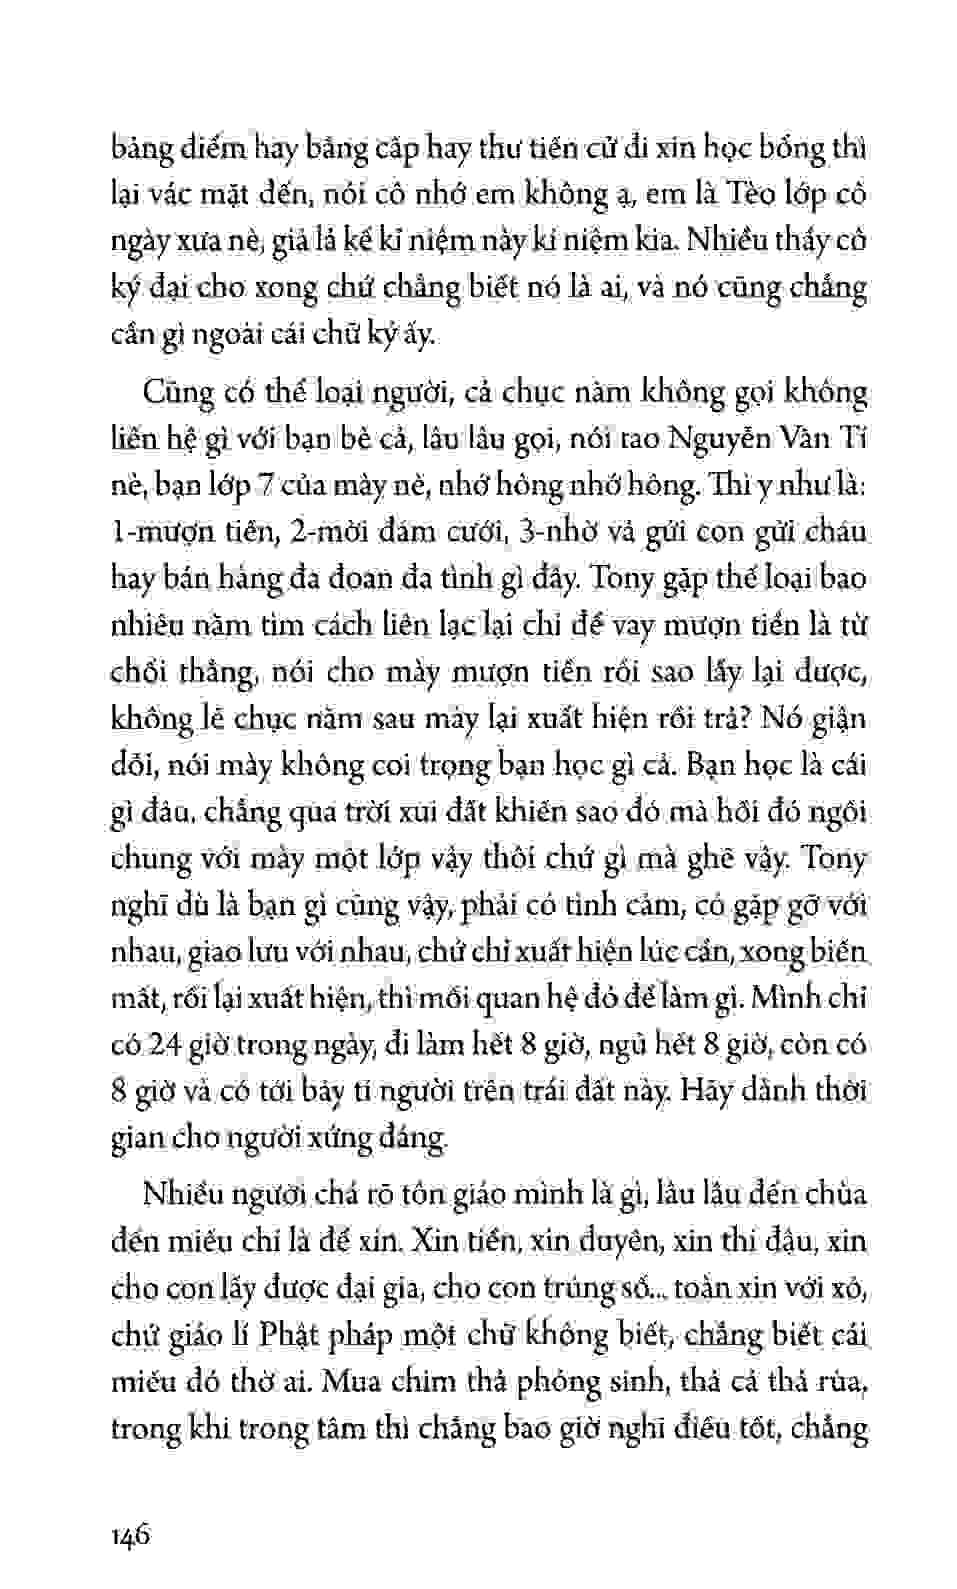 bảng điểm hay bằng cấp hay thư tiến cử đi xin học bổng thì
lại vác mặt đến, nói cô nhớ em không ạ, em là Tèo lớp cô
ngày xưa nè, giả lả kể kỉ niệm này kỉ niệm kia. Nhiều thầy cô
ký đại cho xong chứ chẳng biết nó là ai, và nó cũng chẳng
cần gì ngoài cái chữ ký ấy.
Cũng có thể loại người, cả chục năm không gọi không
liên hệ gì với bạn bè cả, lâu lâu gọi, nói tao Nguyễn Văn Tí
nè, bạn lớp 7 của mày nè, nhớ hông nhớ hông. Thì y như là:
1-mượn tiền, 2-mời đám cưới, 3-nhờ vả gửi con gửi cháu
hay bán hàng đa đoan đa tình gì đấy. Tony gặp thể loại bao
nhiêu năm tìm cách liên lạc lại chỉ để vay mượn tiền là từ
chối thẳng, nói cho mày mượn tiền rồi sao lấy lại được,
không lẽ chục năm sau mày lại xuất hiện rồi trả? Nó giận
dỗi, nói mày không coi trọng bạn học gì cả. Bạn học là cái
gì đâu, chẳng qua trời xui đất khiến sao đó mà hồi đó ngồi
chung với mày một lớp vậy thôi chứ gì mà ghê vậy. Tony
nghĩ dù là bạn gì cũng vậy, phải có tình cảm, có gặp gỡ với
nhau, giao lưu với nhau, chứ chỉ xuất hiện lúc cần, xong biến
mất, rồi lại xuất hiện, thì mối quan hệ đó để làm gì. Mình chỉ
có 24 giờ trong ngày, đi làm hết 8 giờ, ngủ hết 8 giờ, còn có
8 giờ và có tới bảy tỉ người trên trái đất này. Hãy dành thời
gian cho người xứng đáng.
Nhiều người chả rõ tôn giáo mình là gì, lâu lâu đến chùa
đến miếu chỉ là để xin. Xin tiền, xin duyên, xin thi đậu, xin
cho con lấy được đại gia, cho con trúng số... toàn xin với xỏ,
chứ giáo lí Phật pháp một chữ không biết, chẳng biết cái
miếu đó thờ ai. Mua chim thả phóng sinh, thả cá thả rùa,
trong khi trong tâm thì chẳng bao giờ nghĩ điều tốt, chẳng
146